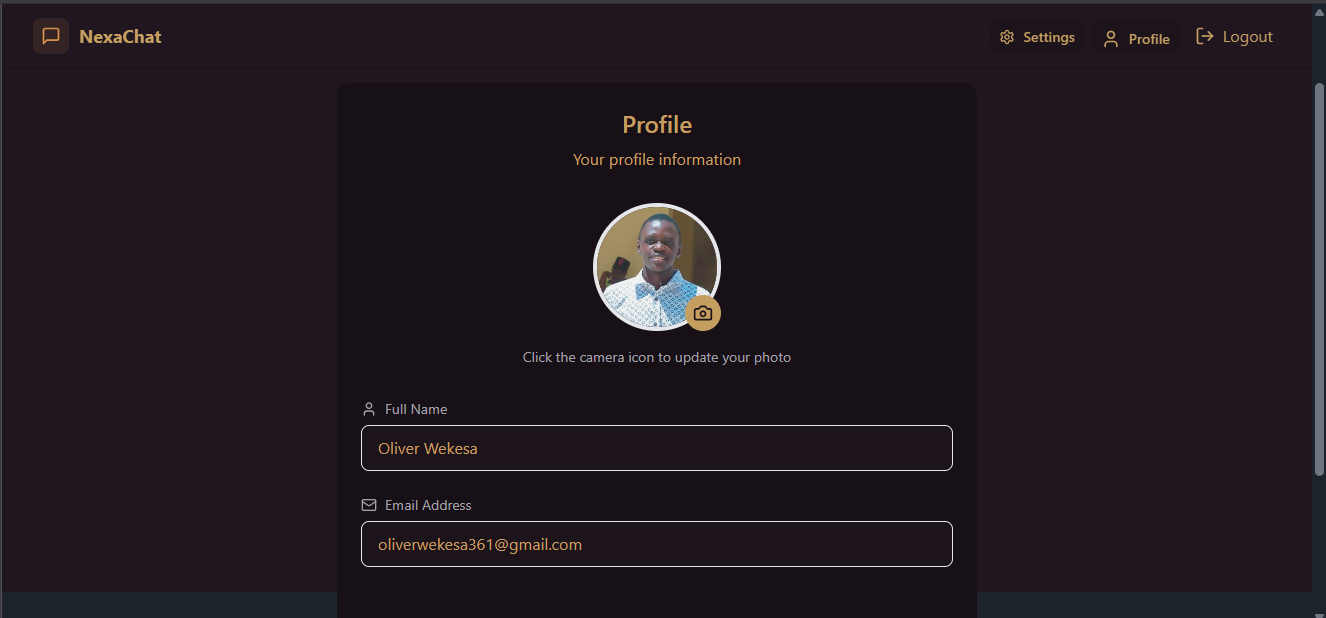 NexaChat
Settings
Profile
Logout
Profile
Your profile information
Click the camera icon to update your photo
Full Name
Oliver Wekesa
Email Address
oliverwekesa361@gmail.com